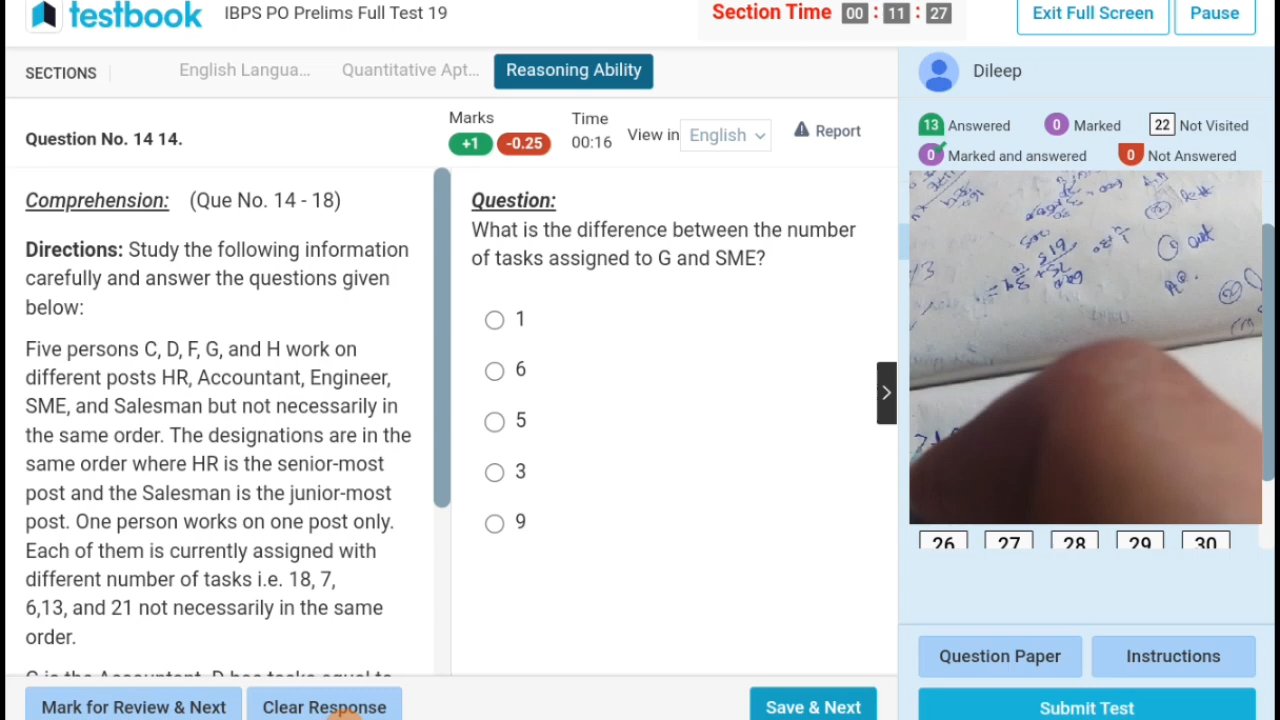 testbook
IBPS PO Prelims Full Test 19
Section Time 00 : 11 : 27
Exit Full Screen
Pause
SECTIONS
English Langua...
Quantitative Apt...
Reasoning Ability
Dileep
Question No. 14 14.
Marks
+1 -0.25
Time
00:16
View in English
Report
13 Answered
0 Marked
22 Not Visited
0 Marked and answered
0 Not Answered
Comprehension: (Que No. 14 - 18)
Directions: Study the following information
carefully and answer the questions given
below:
Five persons C, D, F, G, and H work on
different posts HR, Accountant, Engineer,
SME, and Salesman but not necessarily in
the same order. The designations are in the
same order where HR is the senior-most
post and the Salesman is the junior-most
post. One person works on one post only.
Each of them is currently assigned with
different number of tasks i.e. 18, 7,
6,13, and 21 not necessarily in the same
order.
Question:
What is the difference between the number
of tasks assigned to G and SME?
1
6
5
3
9
26 27 28 29 30
Question Paper
Instructions
Mark for Review & Next
Clear Response
Save & Next
Submit Test